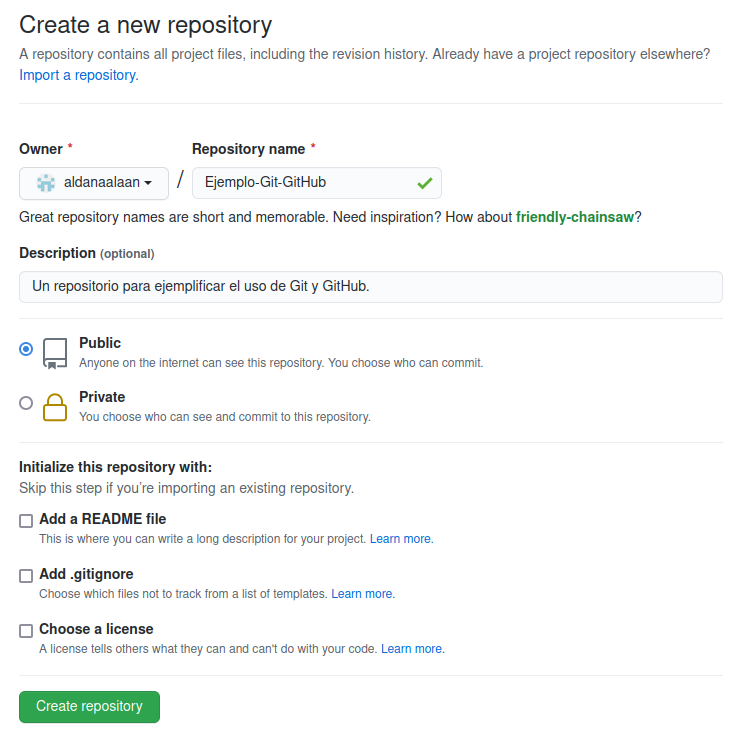 Create a new repository
A repository contains all project files, including the revision history. Already have a project repository elsewhere?
Import a repository.
Owner * Repository name *
aldanaalaan / Ejemplo-Git-GitHub
Great repository names are short and memorable. Need inspiration? How about friendly-chainsaw?
Description (optional)
Un repositorio para ejemplificar el uso de Git y GitHub.
Public
Anyone on the internet can see this repository. You choose who can commit.
Private
You choose who can see and commit to this repository.
Initialize this repository with:
Skip this step if you’re importing an existing repository.
Add a README file
This is where you can write a long description for your project. Learn more.
Add .gitignore
Choose which files not to track from a list of templates. Learn more.
Choose a license
A license tells others what they can and can't do with your code. Learn more.
Create repository